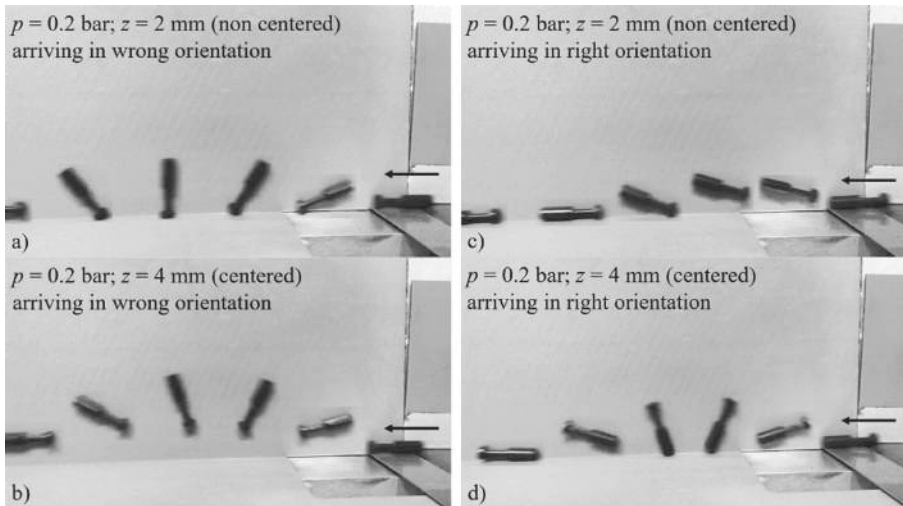 p = 0.2 bar; z = 2 mm (non centered)
arriving in wrong orientation
a)
p = 0.2 bar; z = 2 mm (non centered)
arriving in right orientation
c)
p = 0.2 bar; z = 4 mm (centered)
arriving in wrong orientation
b)
p = 0.2 bar; z = 4 mm (centered)
arriving in right orientation
d)